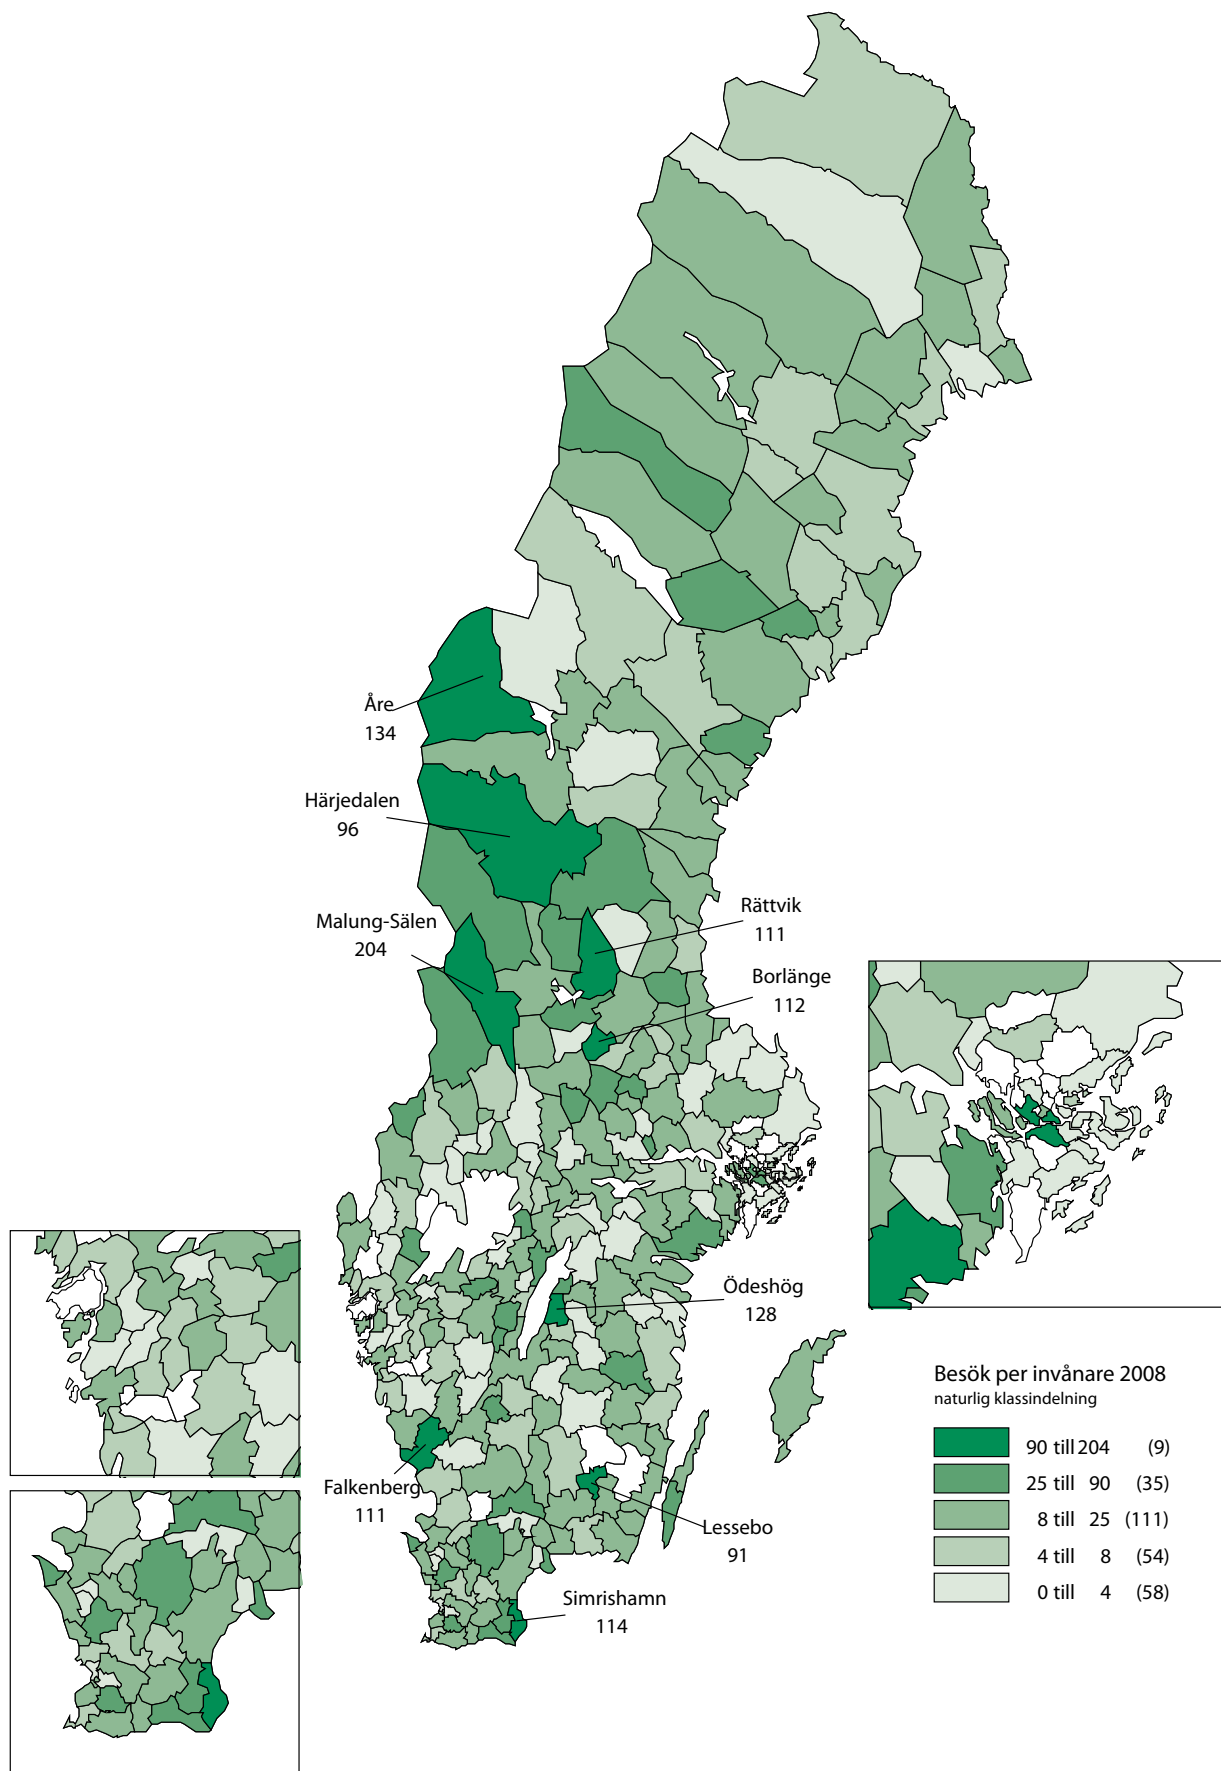 Åre
134
Härjedalen
96
Malung-Sälen
204
Rättvik
111
Borlänge
112
Ödeshög
128
Falkenberg
111
Lessebo
91
Simrishamn
114
Besök per invånare 2008
naturlig klassindelning
90 till 204 (9)
25 till 90 (35)
8 till 25 (111)
4 till 8 (54)
0 till 4 (58)